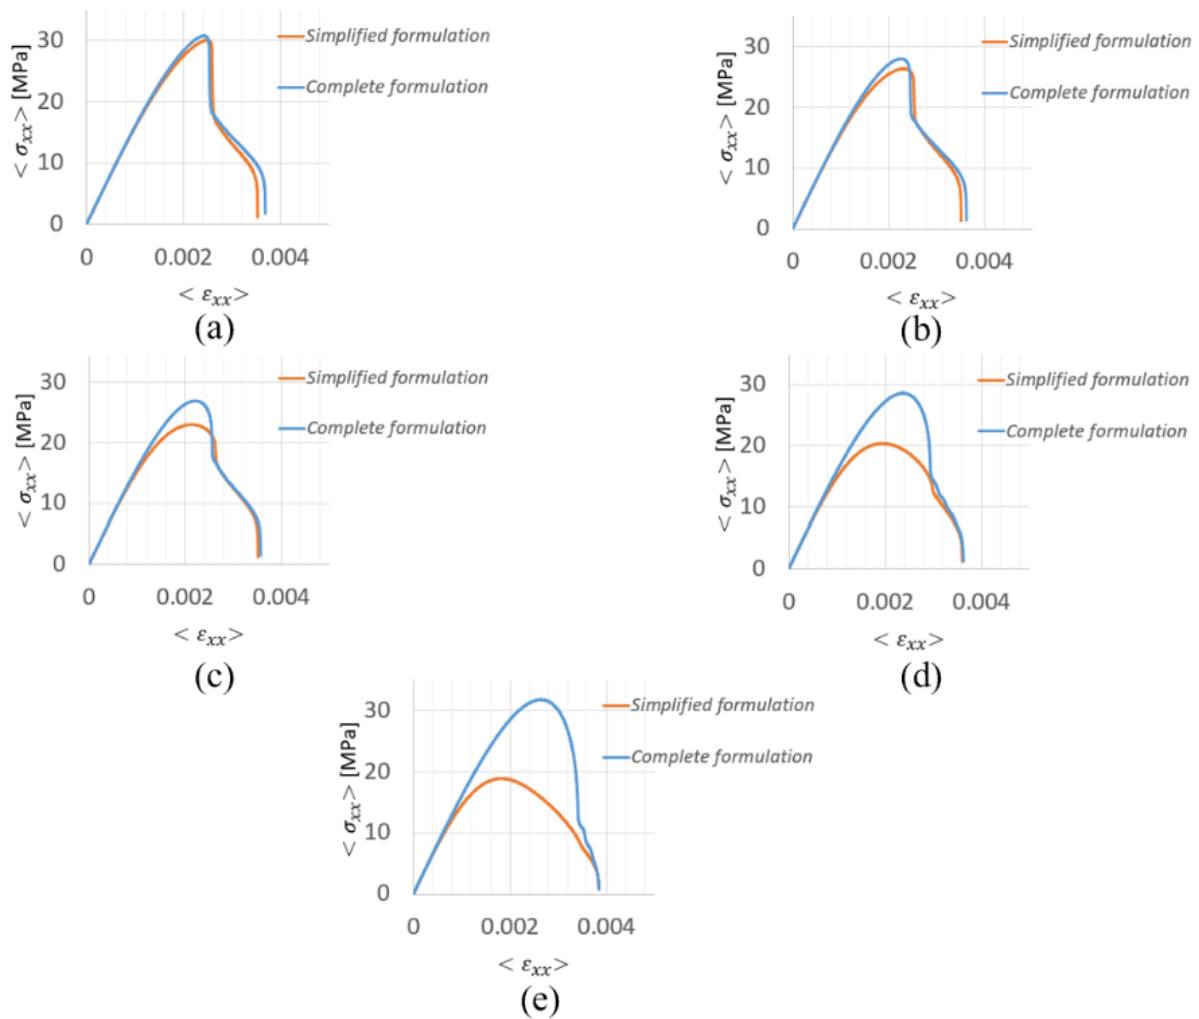 30
20
10
0
< σxx > [MPa]
Simplified formulation
Complete formulation
0 0.002 0.004
< εxx >
(a)
30
20
10
0
< σxx > [MPa]
Simplified formulation
Complete formulation
0 0.002 0.004
< εxx >
(b)
30
20
10
0
< σxx > [MPa]
Simplified formulation
Complete formulation
0 0.002 0.004
< εxx >
(c)
30
20
10
0
< σxx > [MPa]
Simplified formulation
Complete formulation
0 0.002 0.004
< εxx >
(d)
30
20
10
0
< σxx > [MPa]
Simplified formulation
Complete formulation
0 0.002 0.004
< εxx >
(e)